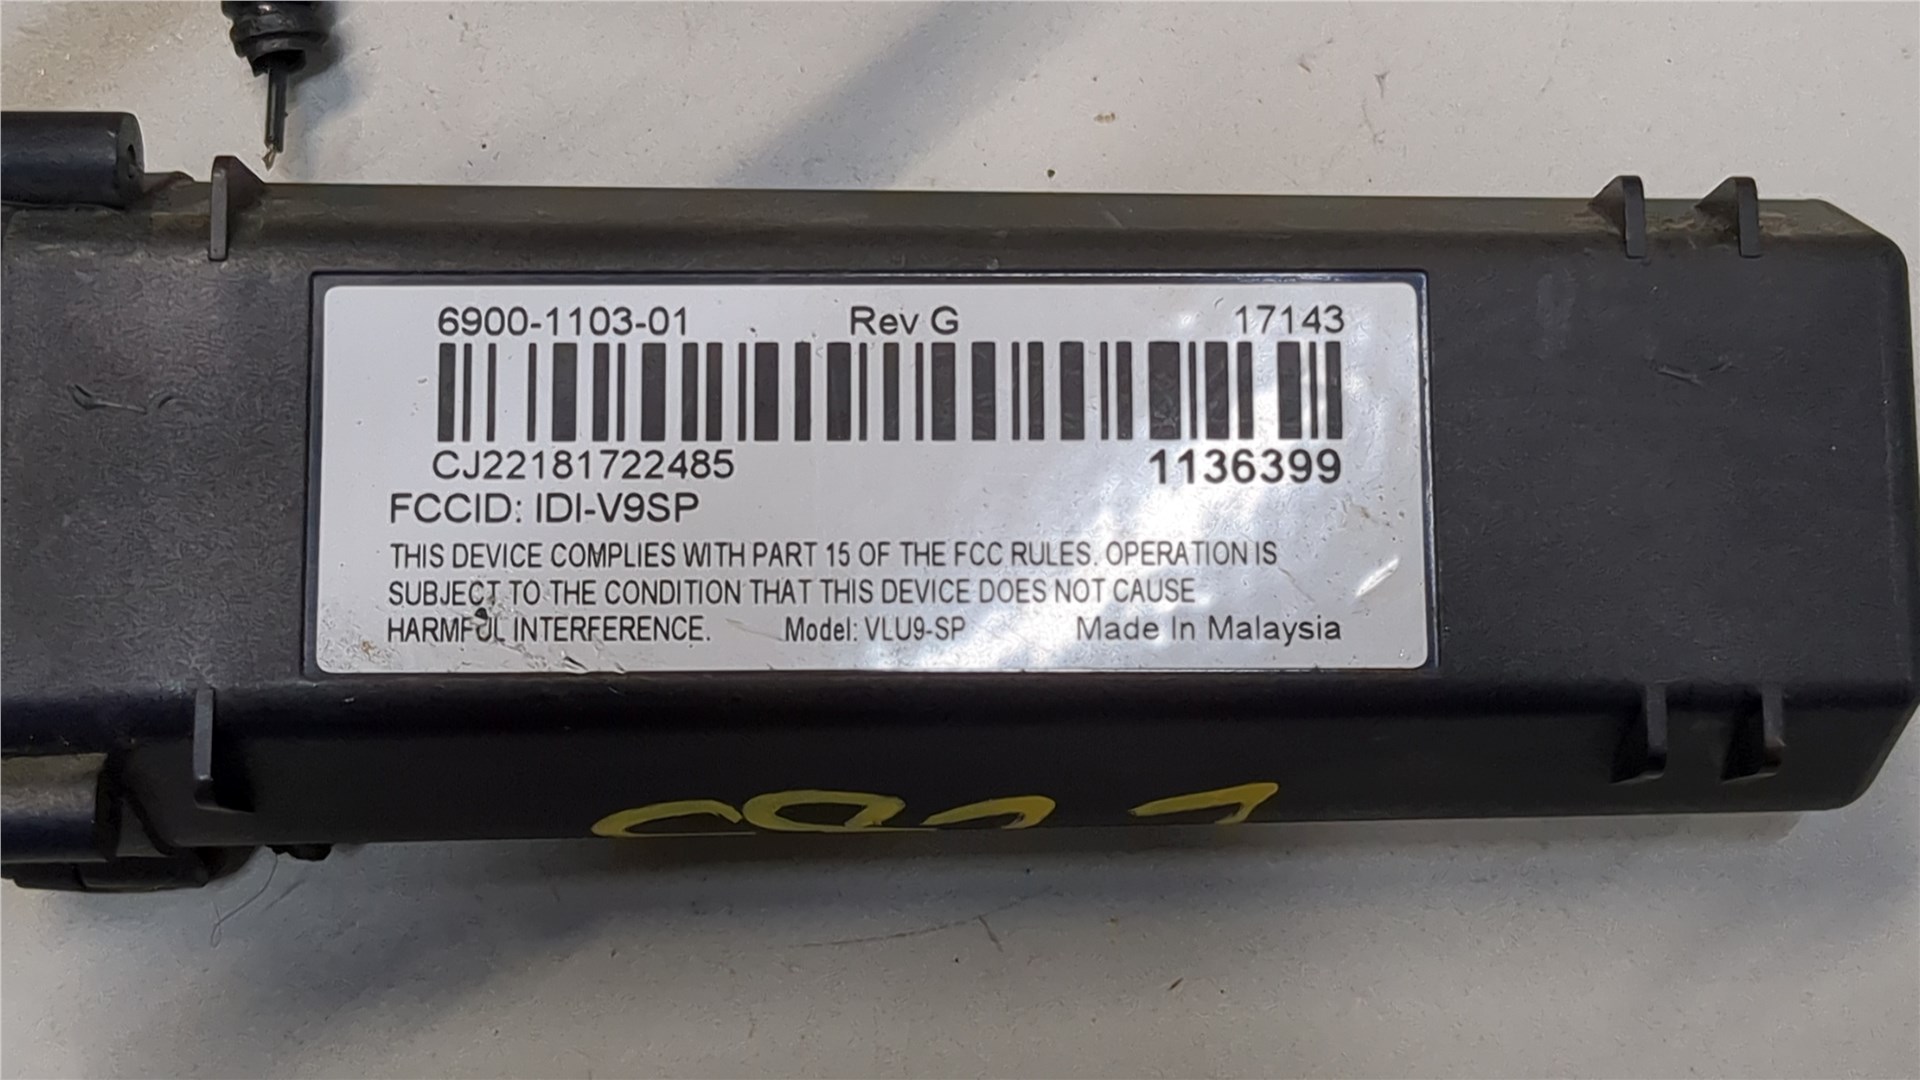 6900-1103-01 Rev G 17143
CJ22181722485 1136399
FCCID: IDI-V9SP
THIS DEVICE COMPLIES WITH PART 15 OF THE FCC RULES. OPERATION IS
SUBJECT TO THE CONDITION THAT THIS DEVICE DOES NOT CAUSE
HARMFUL INTERFERENCE. Model: VLU9-SP Made In Malaysia